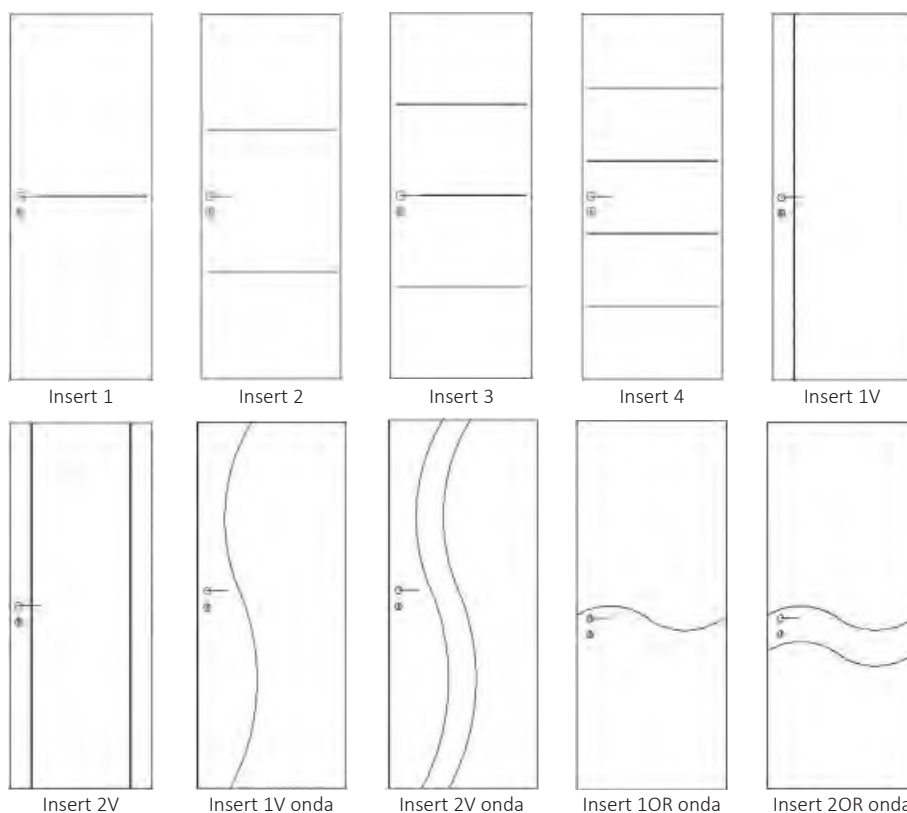 Insert 1
Insert 2
Insert 3
Insert 4
Insert 1V
Insert 2V
Insert 1V onda
Insert 2V onda
Insert 1OR onda
Insert 2OR onda